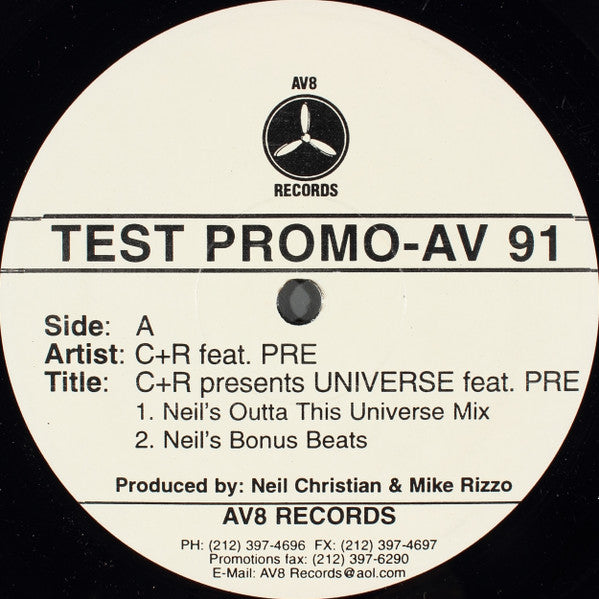 AV8
RECORDS
TEST PROMO-AV 91
Side: A
Artist: C+R feat. PRE
Title: C+R presents UNIVERSE feat. PRE
1. Neil's Outta This Universe Mix
2. Neil's Bonus Beats
Produced by: Neil Christian & Mike Rizzo
AV8 RECORDS
PH: (212) 397-4696 FX: (212) 397-4697
Promotions fax: (212) 397-6290
E-Mail: AV8 Records@aol.com